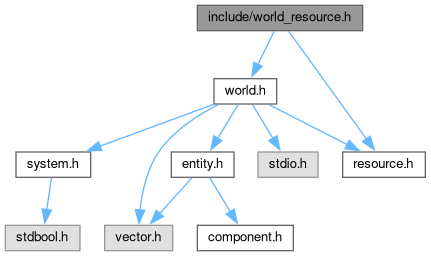 include/world_resource.h
world.h
system.h
entity.h
stdio.h
resource.h
stdbool.h
vector.h
component.h